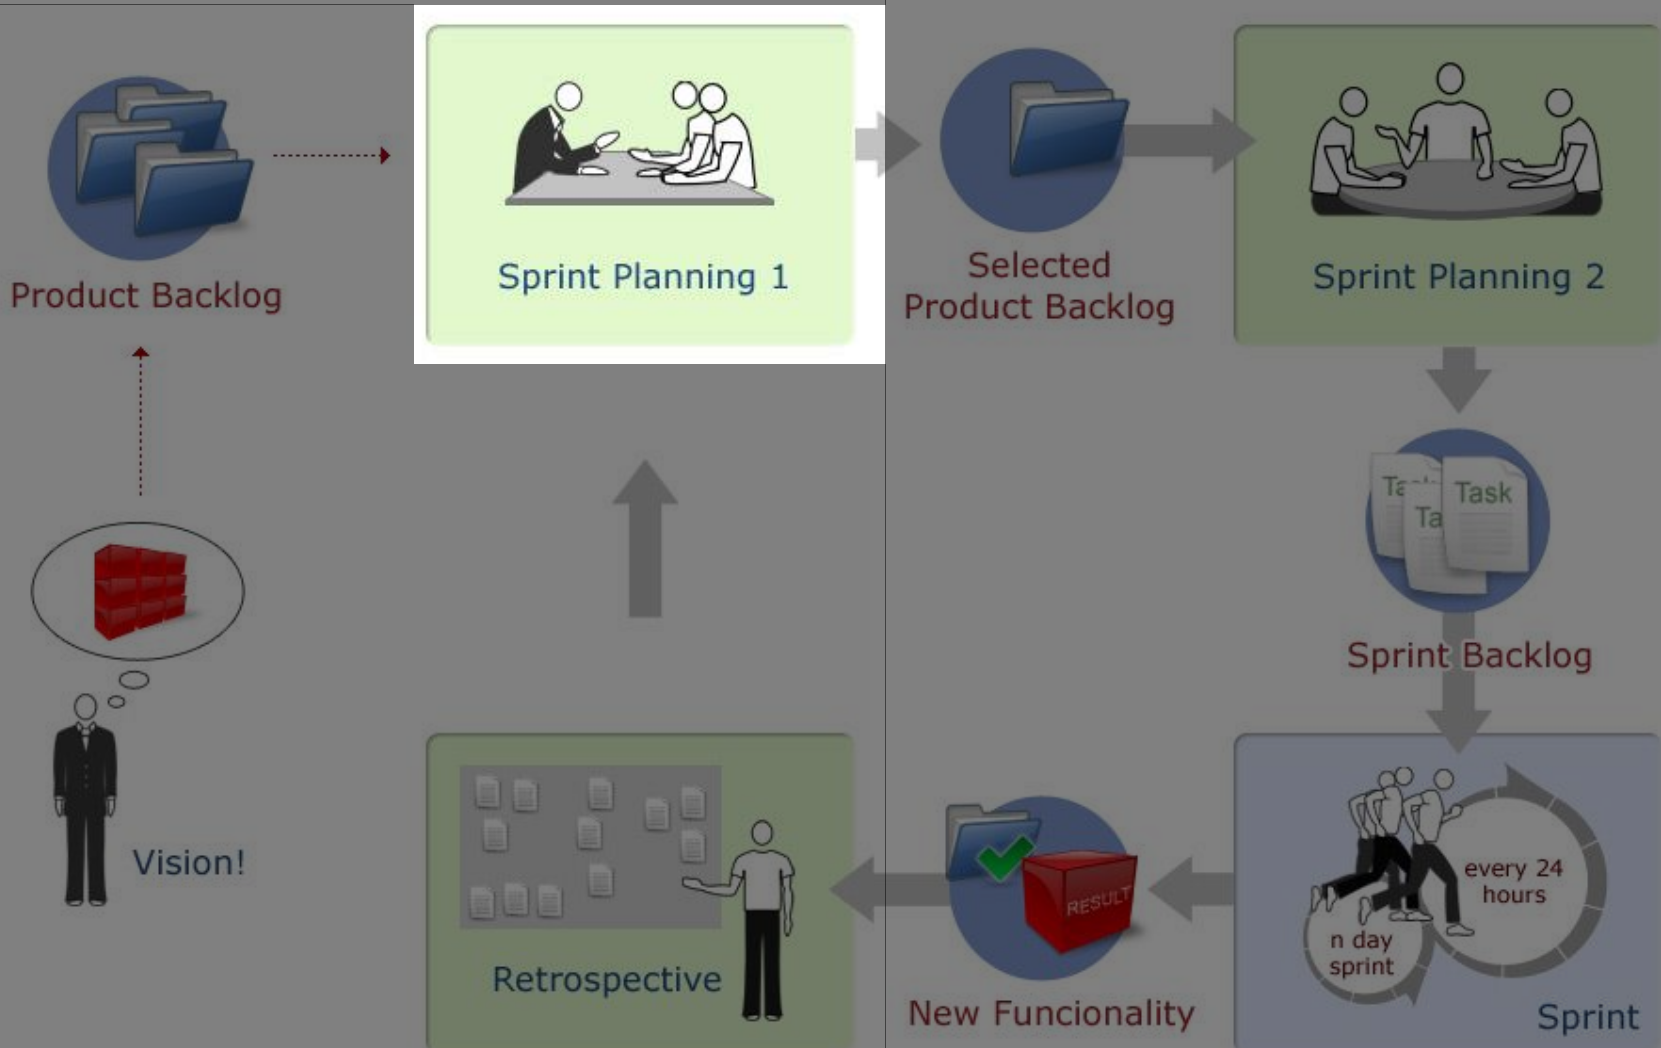 Sprint Planning 1
Product Backlog
Selected
Product Backlog
Sprint Planning 2
Task
Sprint Backlog
Vision!
Retrospective
RESULT
New Funcionality
every 24
hours
n day
sprint
Sprint